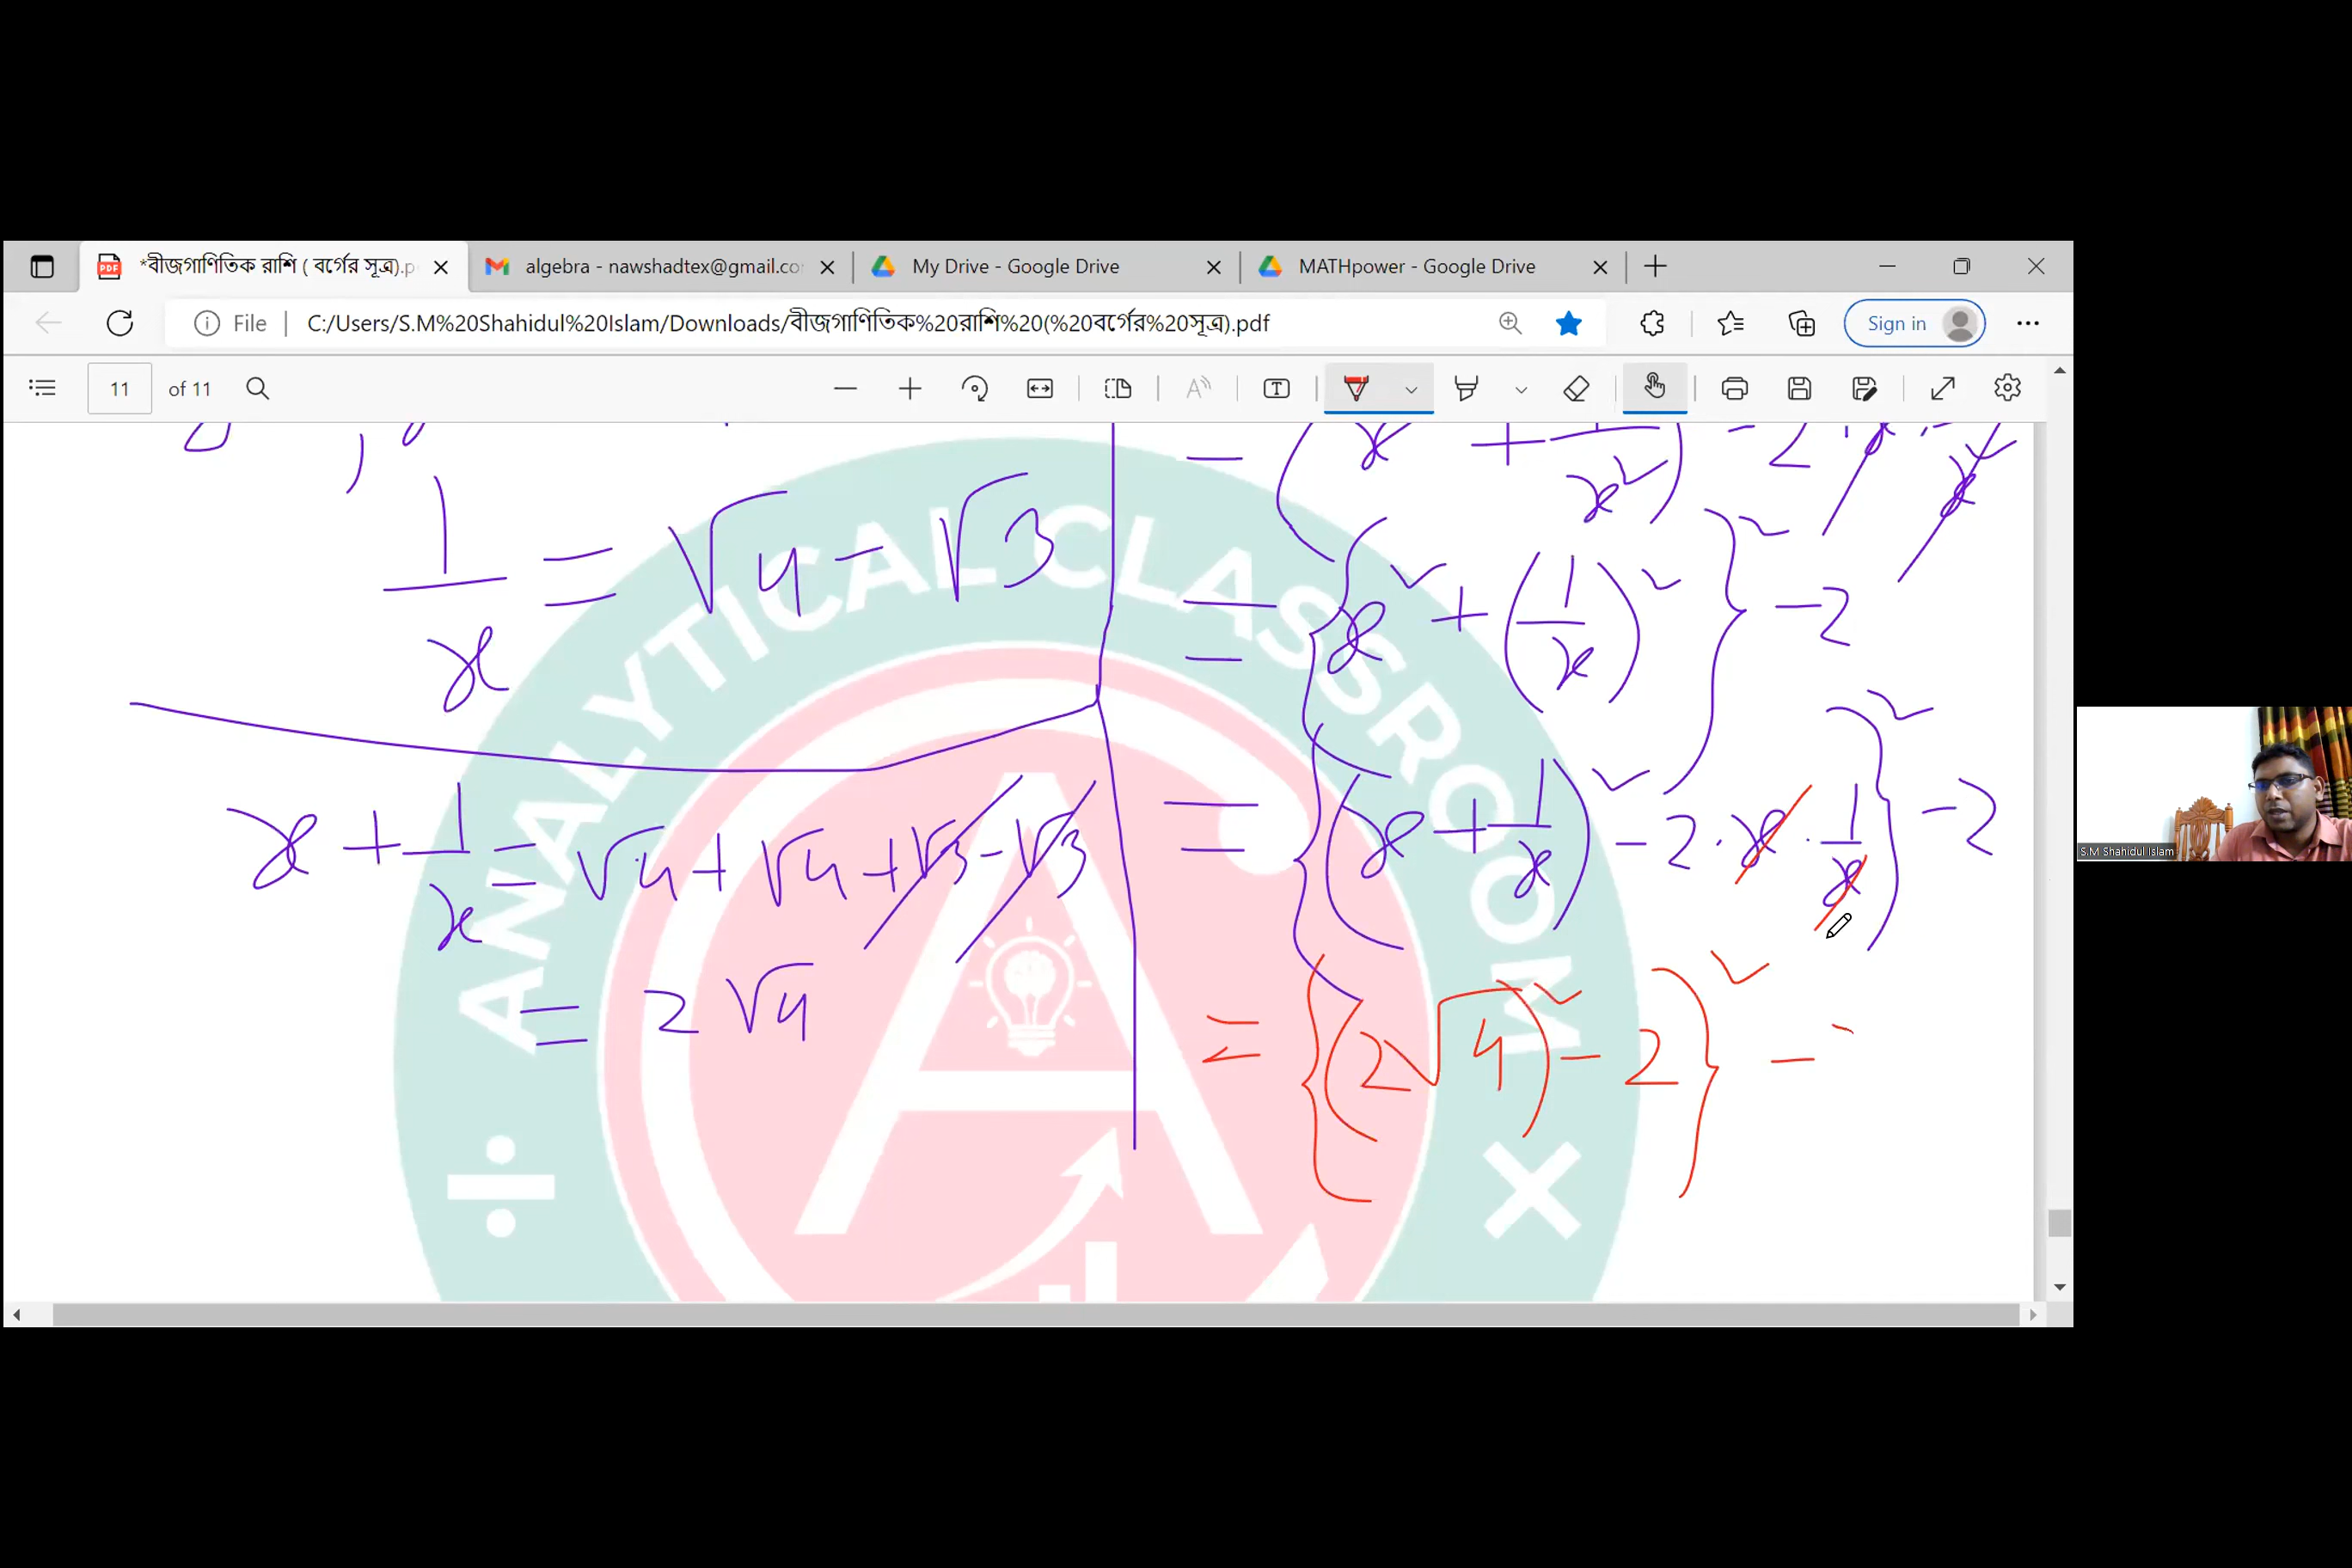 *বীজগাণিতিক রাশি ( বর্গের সূত্র).p
algebra - nawshadtex@gmail.co
My Drive - Google Drive
MATHpower - Google Drive
File
C:/Users/S.M%20Shahidul%20Islam/Downloads/বীজগাণিতিক%20রাশি%20(%20বর্গের%20সূত্র).pdf
Sign in
11 of 11
1/x = √4 - √3
x + 1/x = √4 + √4 + √3 - √3
= 2√4
= {x² + (1/x)²}² - 2
= {(x + 1/x)² - 2 · x · 1/x}² - 2
= {(2√4)² - 2}² -
ANALYTICAL CLASSROOM
S.M Shahidul Islam